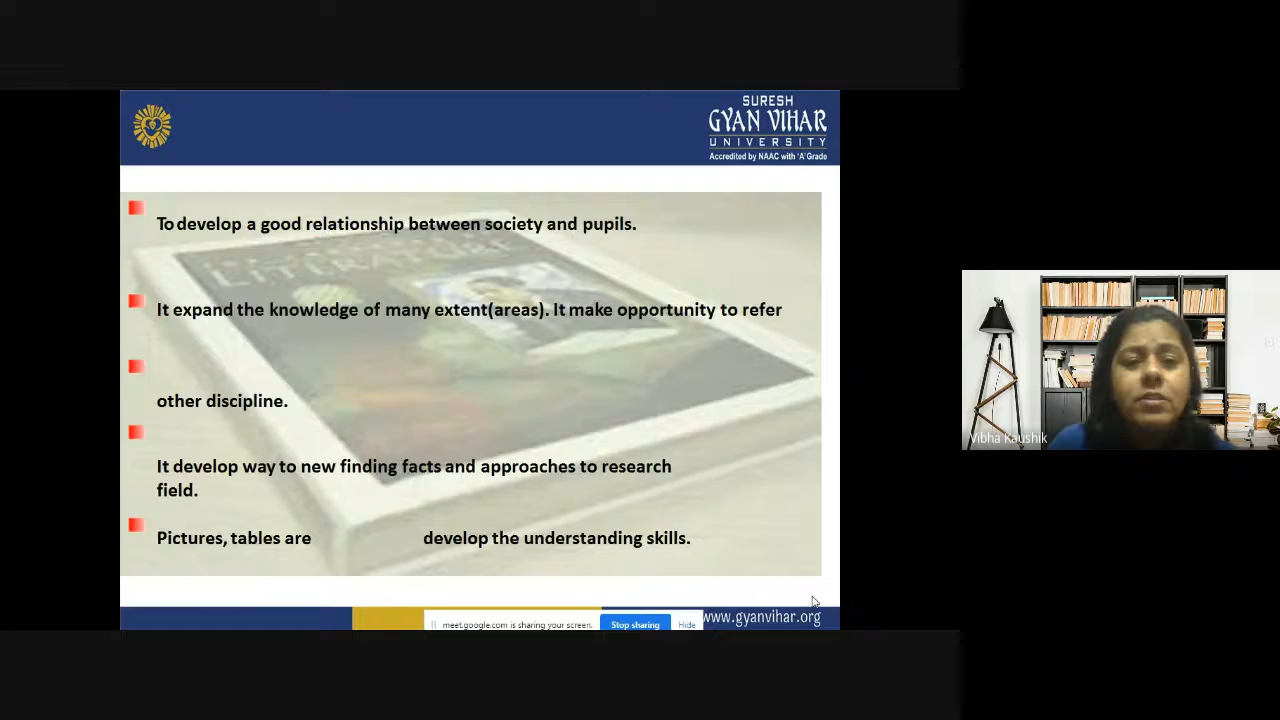 SURESH
GYAN VIHAR
UNIVERSITY
Accredited by NAAC with 'A' Grade
To develop a good relationship between society and pupils.
LITERATURE
It expand the knowledge of many extent(areas). It make opportunity to refer
other discipline.
It develop way to new finding facts and approaches to research
field.
Pictures, tables are develop the understanding skills.
Vibha Kaushik
meet.google.com is sharing your screen.
Stop sharing
Hide
www.gyanvihar.org